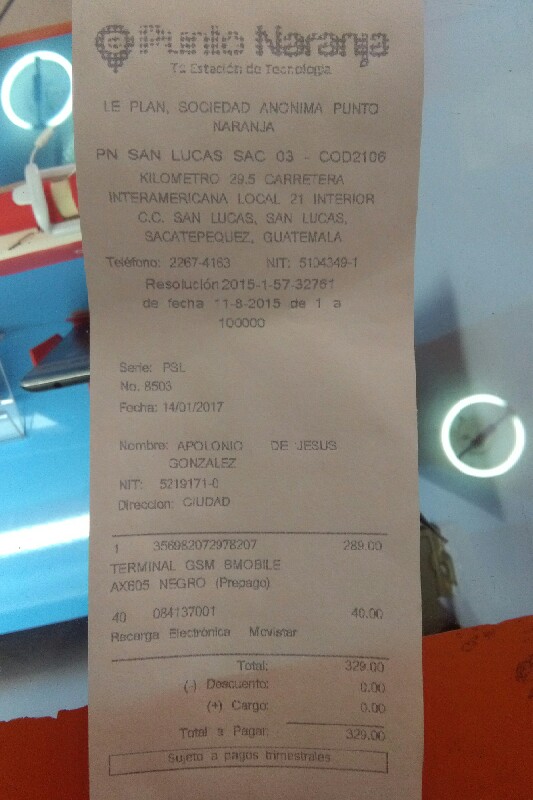 Punto Naranja
Tu Estación de Tecnología
LE PLAN, SOCIEDAD ANONIMA PUNTO
NARANJA
PN SAN LUCAS SAC 03 - COD2106
KILOMETRO 29.5 CARRETERA
INTERAMERICANA LOCAL 21 INTERIOR
C.C. SAN LUCAS, SAN LUCAS,
SACATEPEQUEZ, GUATEMALA
Teléfono: 2267-4163 NIT: 5104349-1
Resolución 2015-1-57-32761
de fecha 11-8-2015 de 1 a
100000
Serie: PSL
No. 8503
Fecha: 14/01/2017
Nombre: APOLONIO DE JESUS
GONZALEZ
NIT: 5219171-0
Direccion: CIUDAD
1 356982072978207 289.00
TERMINAL GSM BMOBILE
AX605 NEGRO (Prepago)
40 084137001 40.00
Recarga Electrónica Movistar
Total: 329.00
(-) Descuento: 0.00
(+) Cargo: 0.00
Total a Pagar: 329.00
Sujeto a pagos trimestrales